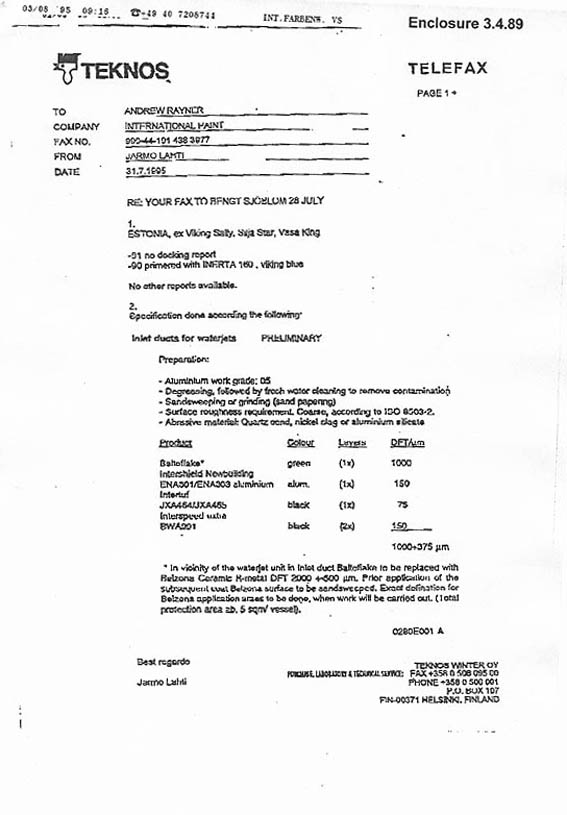 03/08 '95 09:16 ☎+49 40 7208744 INT.FARBENW. VS
Enclosure 3.4.89
TEKNOS
TELEFAX
PAGE 1+
TO ANDREW RAYNER
COMPANY INTERNATIONAL PAINT
FAX NO. 990-44-191 438 3977
FROM JARMO LAHTI
DATE 31.7.1995
RE: YOUR FAX TO BENGT SJÖBLOM 28 JULY
1.
ESTONIA, ex Viking Sally, Silja Star, Vasa King
-91 no docking report
-90 primered with INERTA 160 , viking blue
No other reports available.
2.
Specification done according the following:
Inlet ducts for waterjets PRELIMINARY
Preparation:
- Aluminium work grade: 05
- Degreasing, followed by fresh water cleaning to remove contamination
- Sandsweeping or grinding (sand papering)
- Surface roughness requirement. Coarse, according to ISO 8503-2.
- Abrasive material: Quartz sand, nickel slag or aluminium silicate
Product Colour Layers DFT/µm
Baltoflake* green (1x) 1000
Intershield Newbuilding
ENA301/ENA303 aluminium alum. (1x) 150
Intertuf
JXA464/JXA465 black (1x) 75
Interspeed extra
BWA901 black (2x) 150
1000+375 µm
* In vicinity of the waterjet unit in inlet duct Baltoflake to be replaced with
Belzona Ceramic R-metal DFT 2000 +-500 µm. Prior application of the
subsequent coat Belzona surface to be sandsweeped. Exact defination for
Belzona application areas to be done, when work will be carried out. (Total
protection area ab. 5 sqm/ vessel).
0280E001 A
Best regards
Jarmo Lahti
TEKNOS WINTER OY
PURCHASE, LABORATORY & TECHNICAL SERVICE: FAX +358 0 508 095 00
PHONE +358 0 500 001
P.O. BOX 107
FIN-00371 HELSINKI, FINLAND